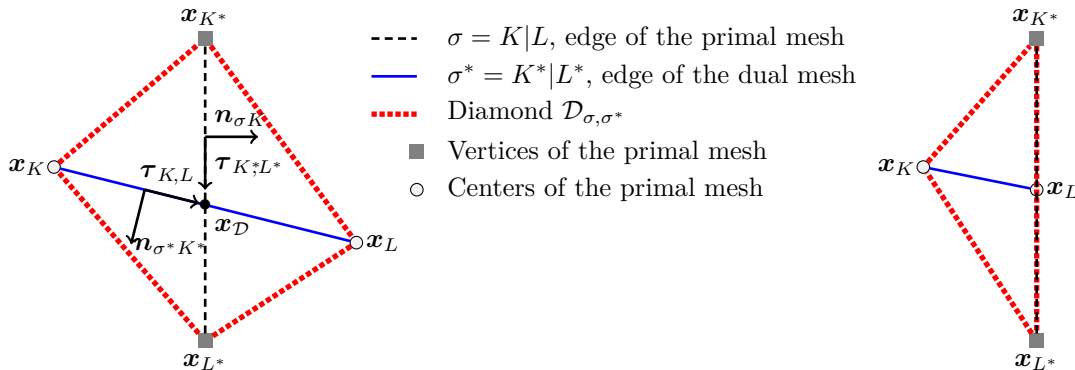 x_{K*}
σ = K|L, edge of the primal mesh
x_{K*}
σ* = K*|L*, edge of the dual mesh
Diamond 𝒟_{σ,σ*}
n_{σK}
Vertices of the primal mesh
x_K
τ_{K,L}
τ_{K*,L*}
x_K
Centers of the primal mesh
x_L
x_𝒟
n_{σ*K*}
x_L
x_{L*}
x_{L*}